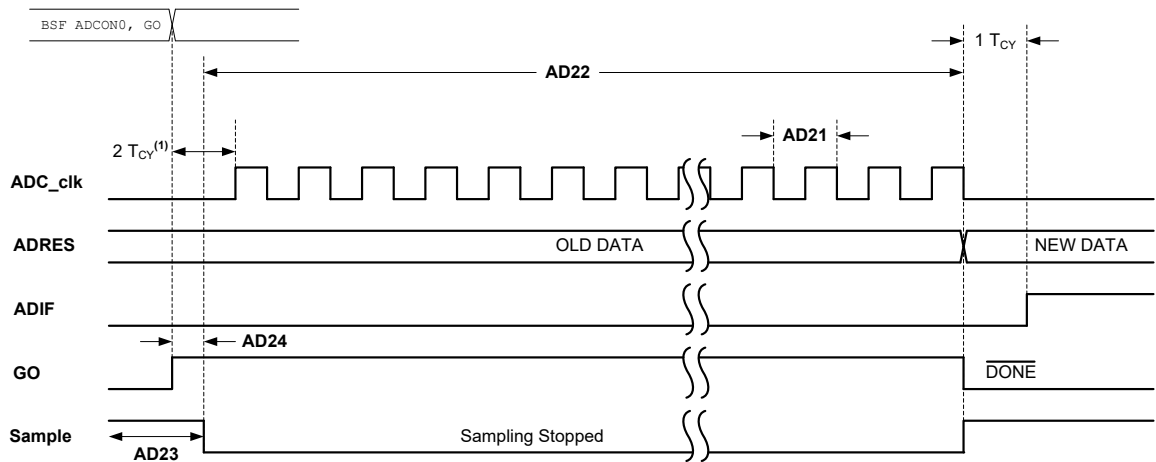 BSF ADCON0, GO
1 TCY
AD22
AD21
2 TCY(1)
ADC_clk
ADRES
OLD DATA
NEW DATA
ADIF
AD24
GO
DONE
Sample
Sampling Stopped
AD23